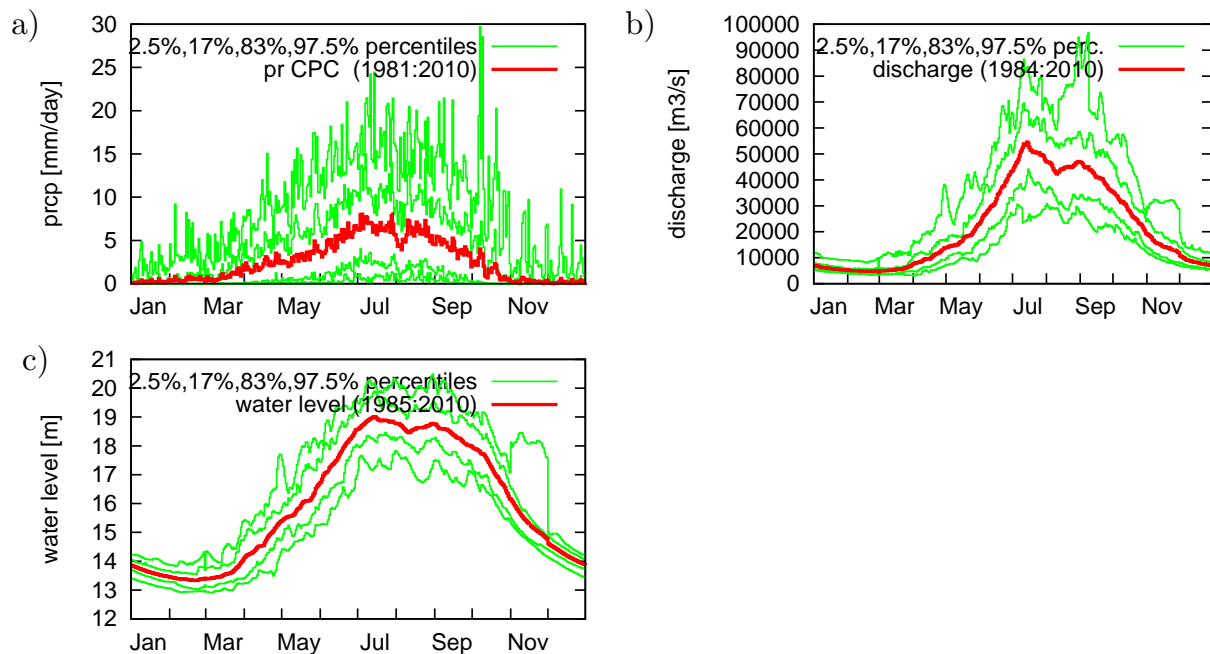 a)
30
25
20
15
10
5
0
prcp [mm/day]
2.5%,17%,83%,97.5% percentiles
pr CPC (1981:2010)
Jan Mar May Jul Sep Nov
b)
100000
90000
80000
70000
60000
50000
40000
30000
20000
10000
0
discharge [m3/s]
2.5%,17%,83%,97.5% perc.
discharge (1984:2010)
Jan Mar May Jul Sep Nov
c)
21
20
19
18
17
16
15
14
13
12
water level [m]
2.5%,17%,83%,97.5% percentiles
water level (1985:2010)
Jan Mar May Jul Sep Nov